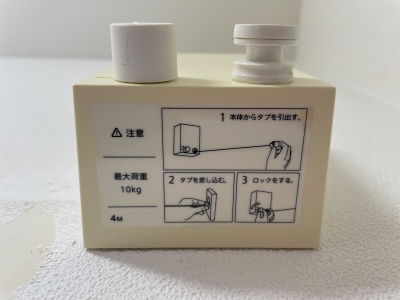 ⚠ 注意
最大荷重
10kg
4M
1 本体からタブを引出す。
2 タブを差し込む。
3 ロックをする。